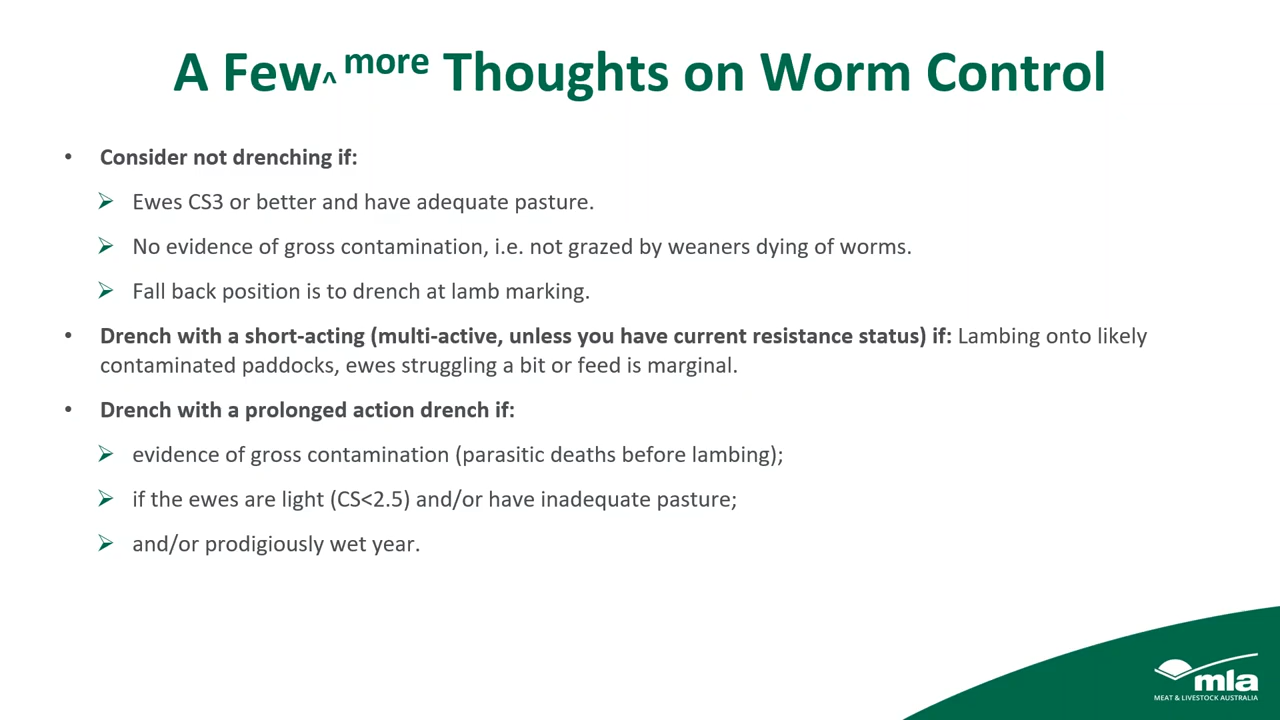 A Few^ more Thoughts on Worm Control
• Consider not drenching if:
➢ Ewes CS3 or better and have adequate pasture.
➢ No evidence of gross contamination, i.e. not grazed by weaners dying of worms.
➢ Fall back position is to drench at lamb marking.
• Drench with a short-acting (multi-active, unless you have current resistance status) if: Lambing onto likely
contaminated paddocks, ewes struggling a bit or feed is marginal.
• Drench with a prolonged action drench if:
➢ evidence of gross contamination (parasitic deaths before lambing);
➢ if the ewes are light (CS<2.5) and/or have inadequate pasture;
➢ and/or prodigiously wet year.
mla
MEAT & LIVESTOCK AUSTRALIA